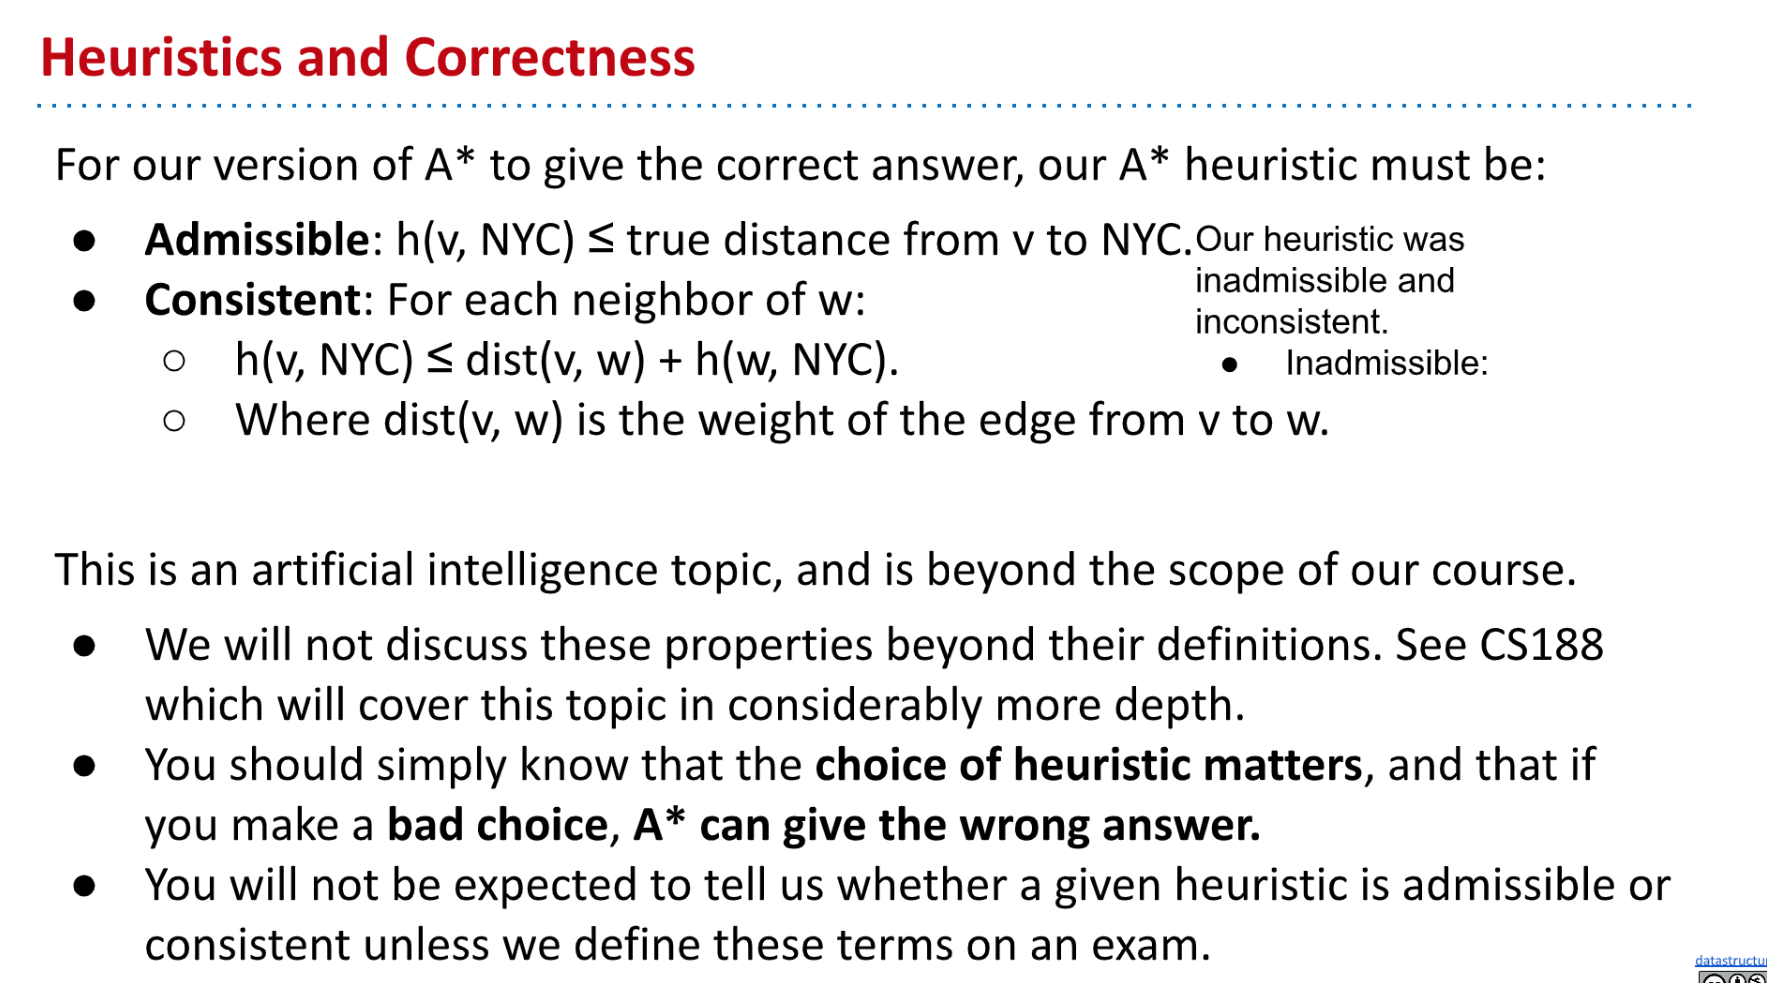 Heuristics and Correctness
For our version of A* to give the correct answer, our A* heuristic must be:
● Admissible: h(v, NYC) ≤ true distance from v to NYC.
● Consistent: For each neighbor of w:
○ h(v, NYC) ≤ dist(v, w) + h(w, NYC).
○ Where dist(v, w) is the weight of the edge from v to w.
Our heuristic was
inadmissible and
inconsistent.
● Inadmissible:
This is an artificial intelligence topic, and is beyond the scope of our course.
● We will not discuss these properties beyond their definitions. See CS188
which will cover this topic in considerably more depth.
● You should simply know that the choice of heuristic matters, and that if
you make a bad choice, A* can give the wrong answer.
● You will not be expected to tell us whether a given heuristic is admissible or
consistent unless we define these terms on an exam.
datastructu